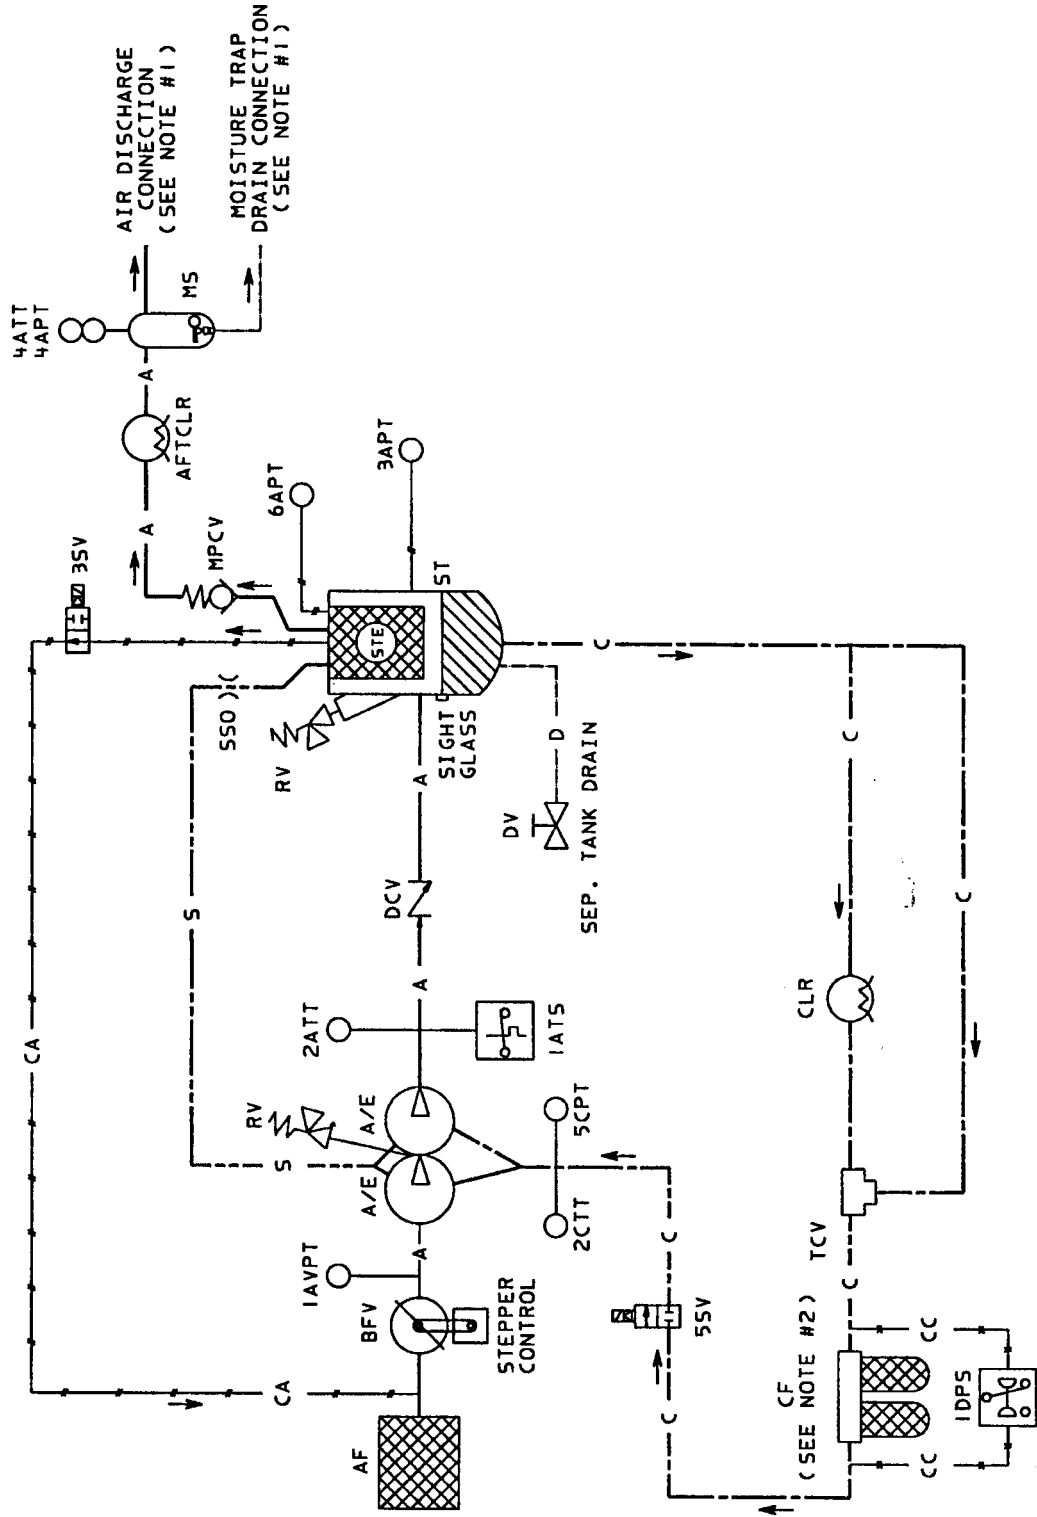 AIR DISCHARGE
CONNECTION
(SEE NOTE #1)
MOISTURE TRAP
DRAIN CONNECTION
(SEE NOTE #1)
4ATT
4APT
MS
A
AFTCLR
A
3SV
MPCV
6APT
3APT
ST
STE
SSO
RV
SIGHT
GLASS
A
C
D
DV
SEP. TANK DRAIN
S
DCV
A
CA
2ATT
1ATS
RV
A/E
A/E
S
5CPT
2CTT
A
1AVPT
BFV
STEPPER
CONTROL
CA
AF
C
5SV
C
C
C
CLR
TCV
C
CF
(SEE NOTE #2)
CC
CC
1DPS